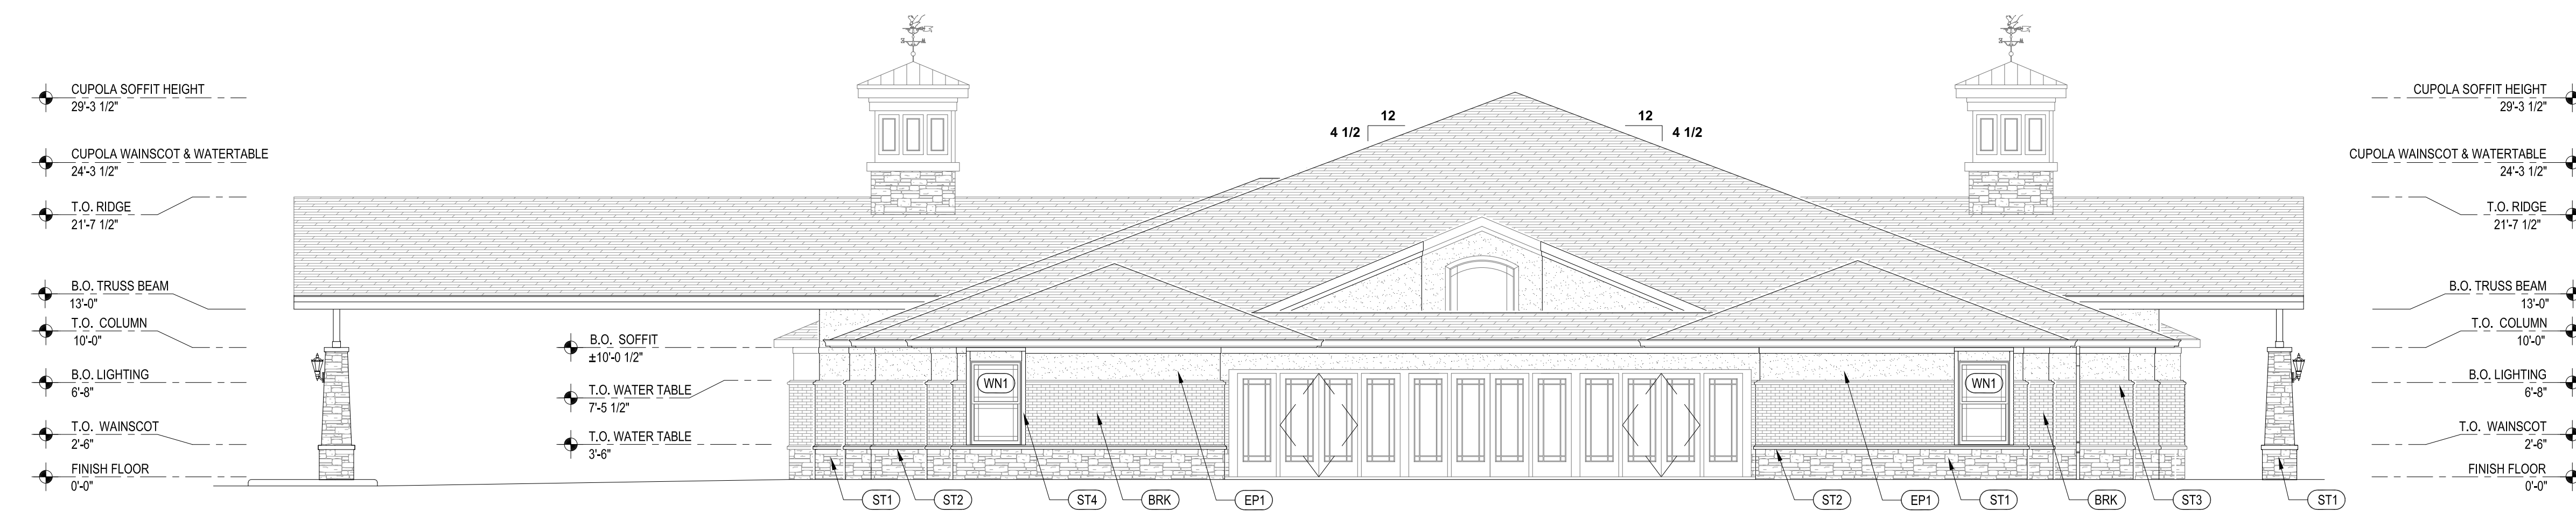 CUPOLA SOFFIT HEIGHT
29'-3 1/2"
CUPOLA WAINSCOT & WATERTABLE
24'-3 1/2"
T.O. RIDGE
21'-7 1/2"
B.O. TRUSS BEAM
13'-0"
T.O. COLUMN
10'-0"
B.O. LIGHTING
6'-8"
T.O. WAINSCOT
2'-6"
FINISH FLOOR
0'-0"
B.O. SOFFIT
±10'-0 1/2"
T.O. WATER TABLE
7'-5 1/2"
T.O. WATER TABLE
3'-6"
12
4 1/2
12
4 1/2
WN1
WN1
ST1
ST2
ST4
BRK
EP1
ST2
EP1
ST1
BRK
ST3
ST1
CUPOLA SOFFIT HEIGHT
29'-3 1/2"
CUPOLA WAINSCOT & WATERTABLE
24'-3 1/2"
T.O. RIDGE
21'-7 1/2"
B.O. TRUSS BEAM
13'-0"
T.O. COLUMN
10'-0"
B.O. LIGHTING
6'-8"
T.O. WAINSCOT
2'-6"
FINISH FLOOR
0'-0"